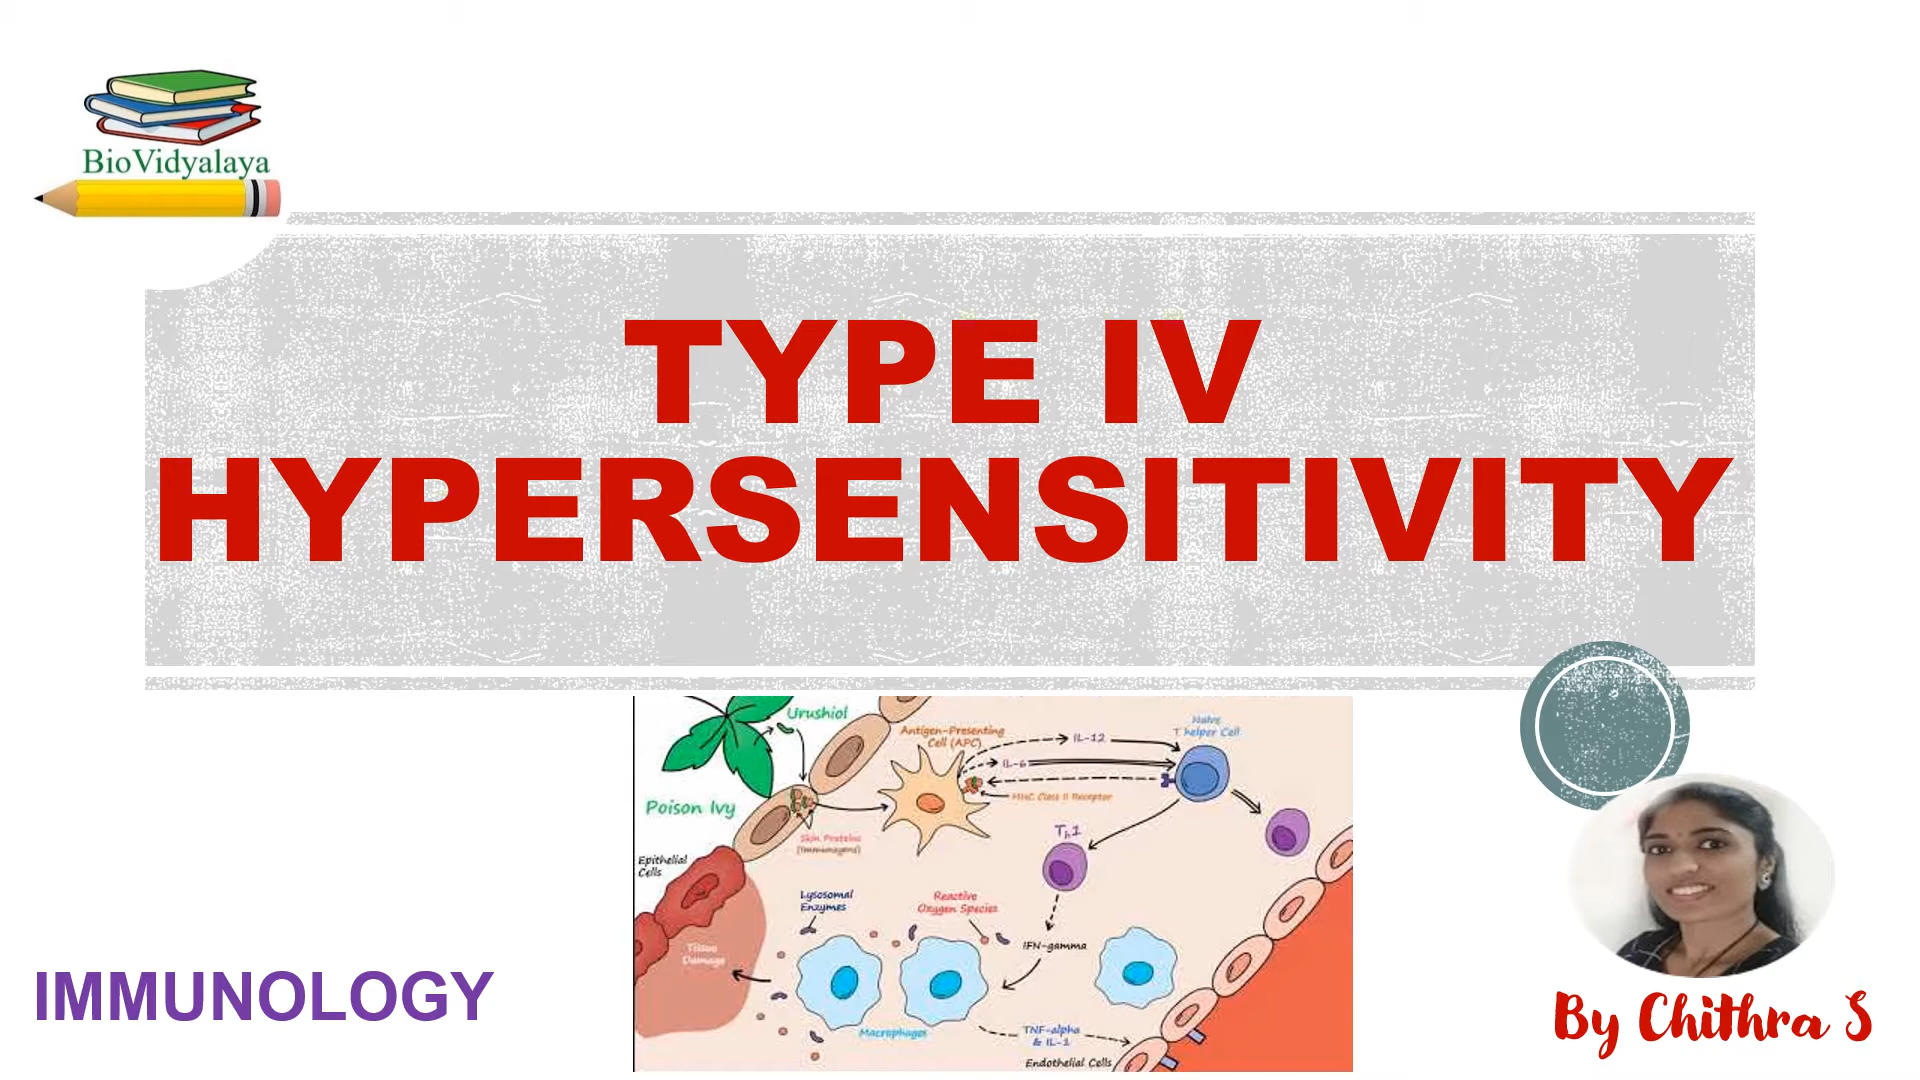 BioVidyalaya
TYPE IV
HYPERSENSITIVITY
Urushiol
Poison Ivy
Epithelial
Cells
Skin Proteins
(Immunogens)
Antigen-Presenting
Cell (APC)
IL-12
IL-6
MHC Class II Receptor
Naive
T helper Cell
Th1
Lysosomal
Enzymes
Reactive
Oxygen Species
IFN-gamma
Tissue
Damage
Macrophages
TNF-alpha
& IL-1
Endothelial Cells
IMMUNOLOGY
By Chithra S